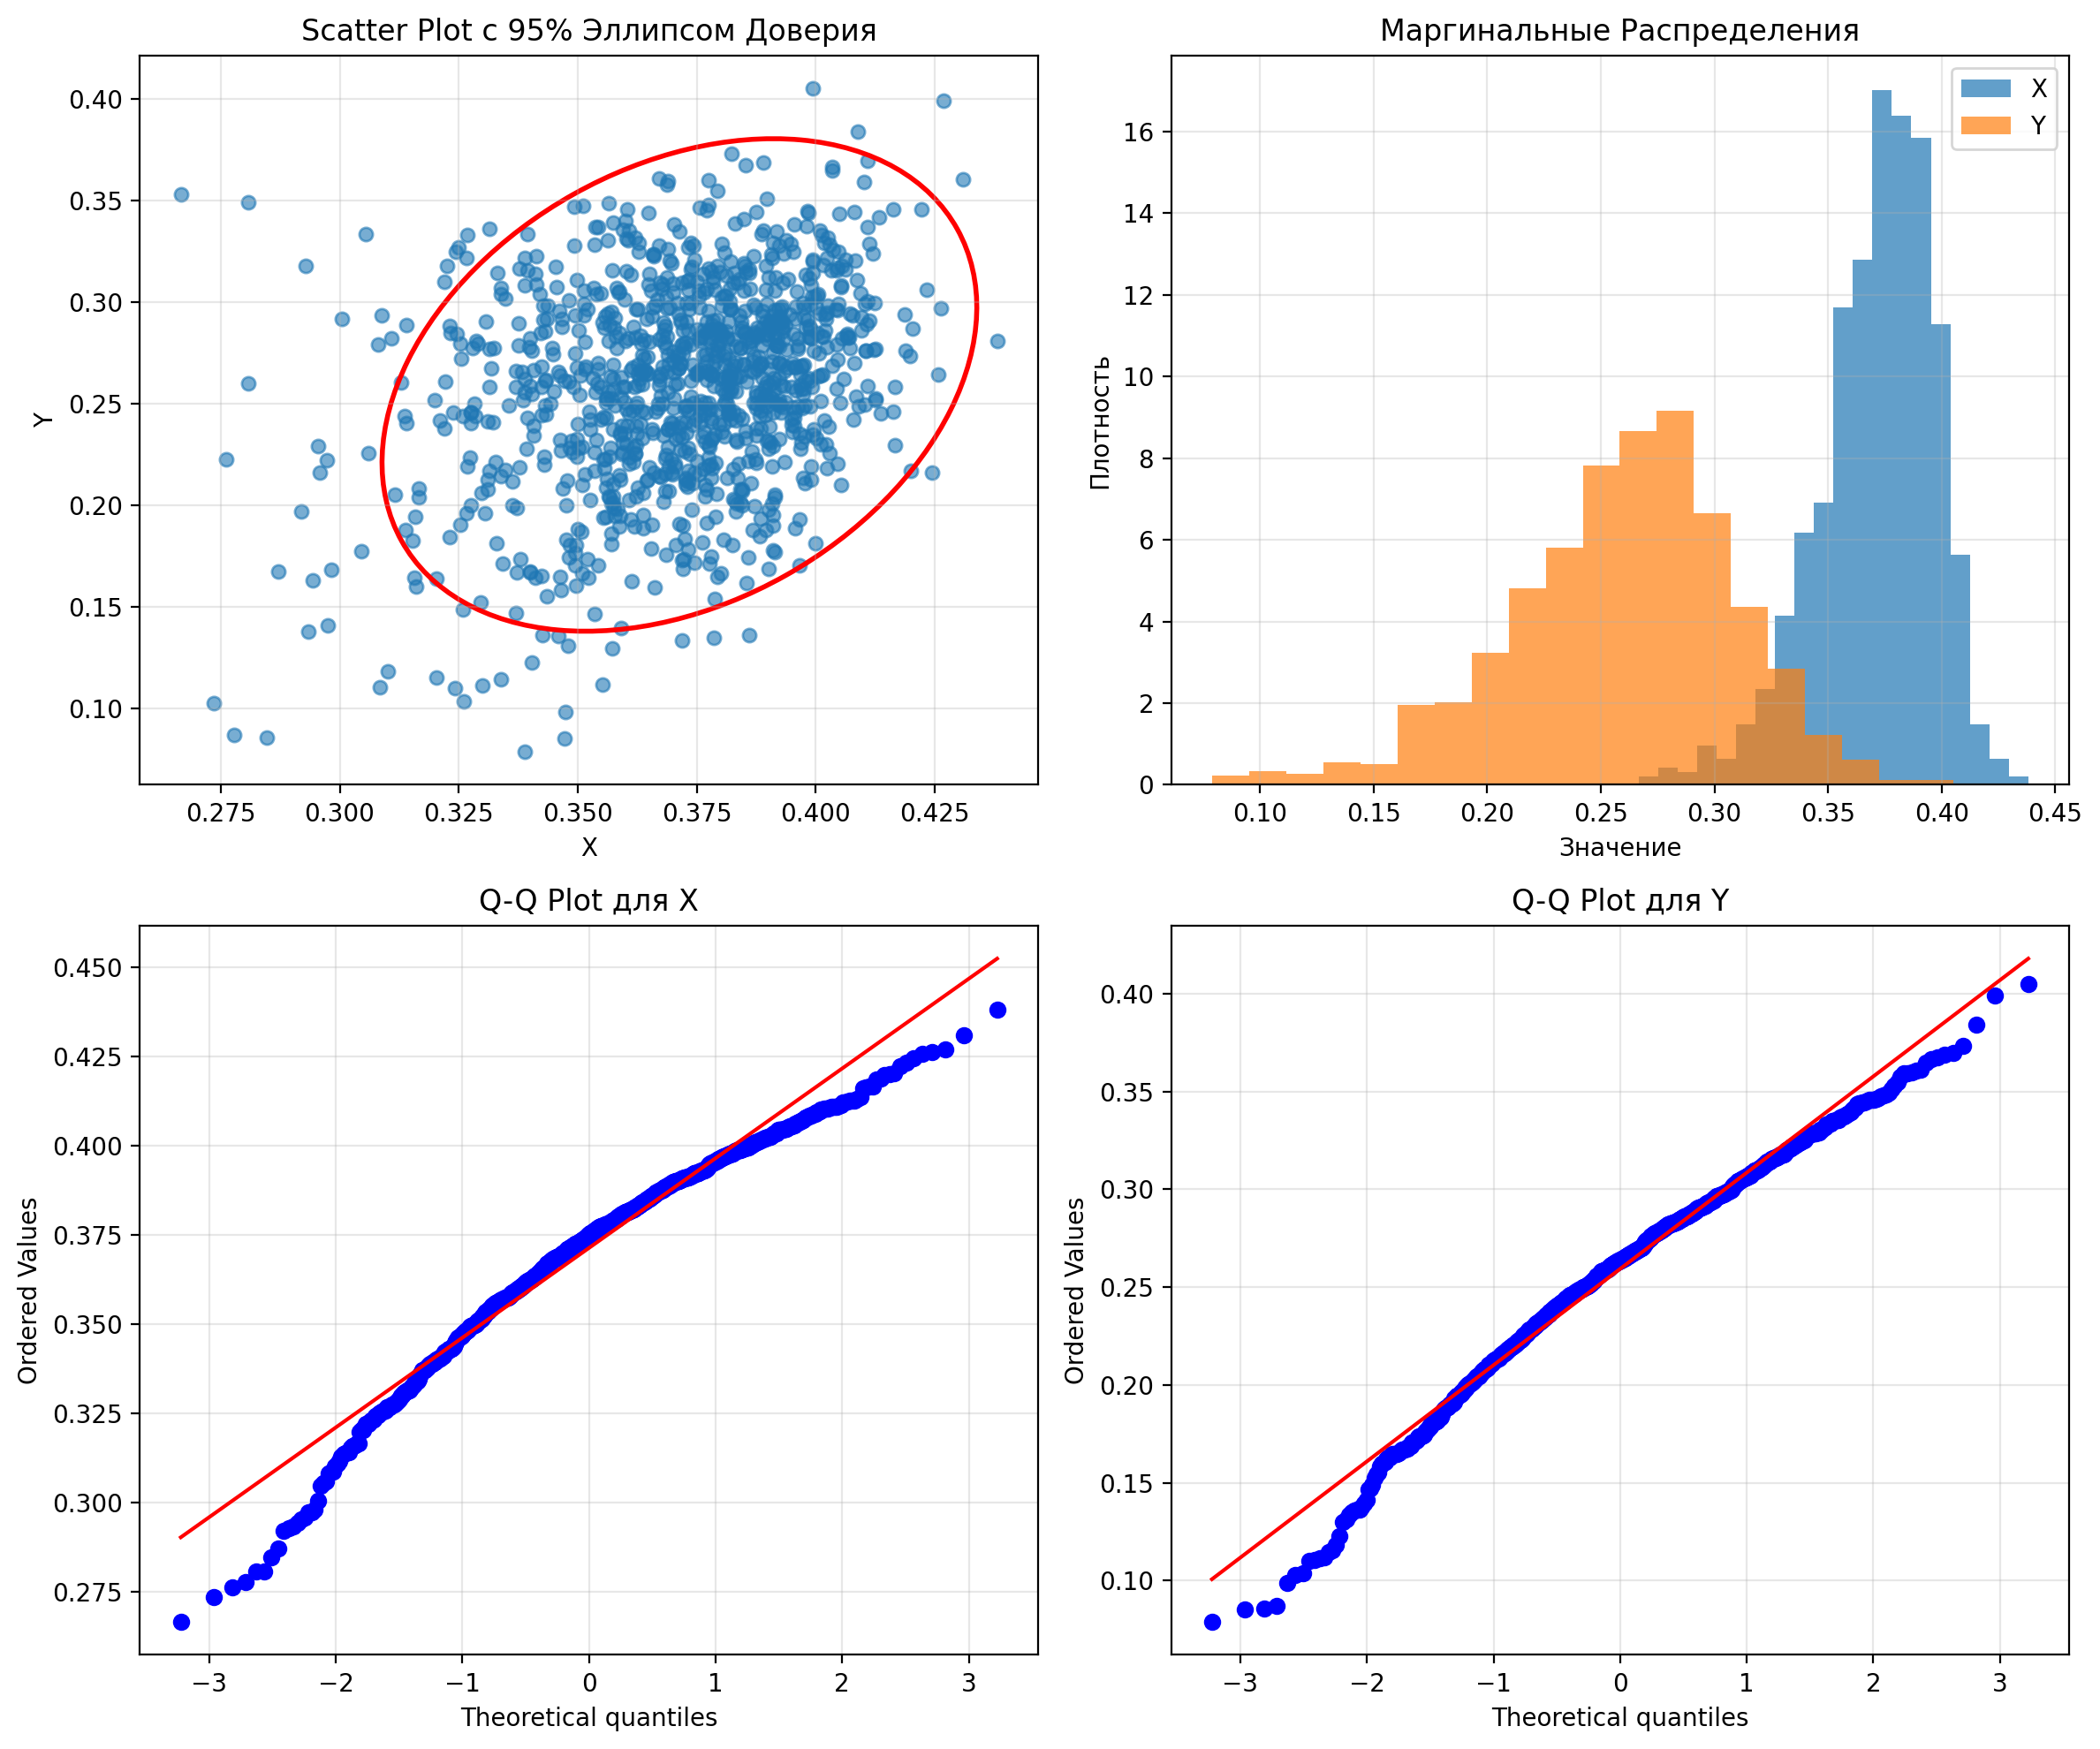 Scatter Plot с 95% Эллипсом Доверия
0.40
0.35
0.30
0.25
0.20
0.15
0.10
Y
0.275 0.300 0.325 0.350 0.375 0.400 0.425
X
Маргинальные Распределения
X
Y
16
14
12
10
8
6
4
2
0
Плотность
0.10 0.15 0.20 0.25 0.30 0.35 0.40 0.45
Значение
Q-Q Plot для X
0.450
0.425
0.400
0.375
0.350
0.325
0.300
0.275
Ordered Values
−3 −2 −1 0 1 2 3
Theoretical quantiles
Q-Q Plot для Y
0.40
0.35
0.30
0.25
0.20
0.15
0.10
Ordered Values
−3 −2 −1 0 1 2 3
Theoretical quantiles